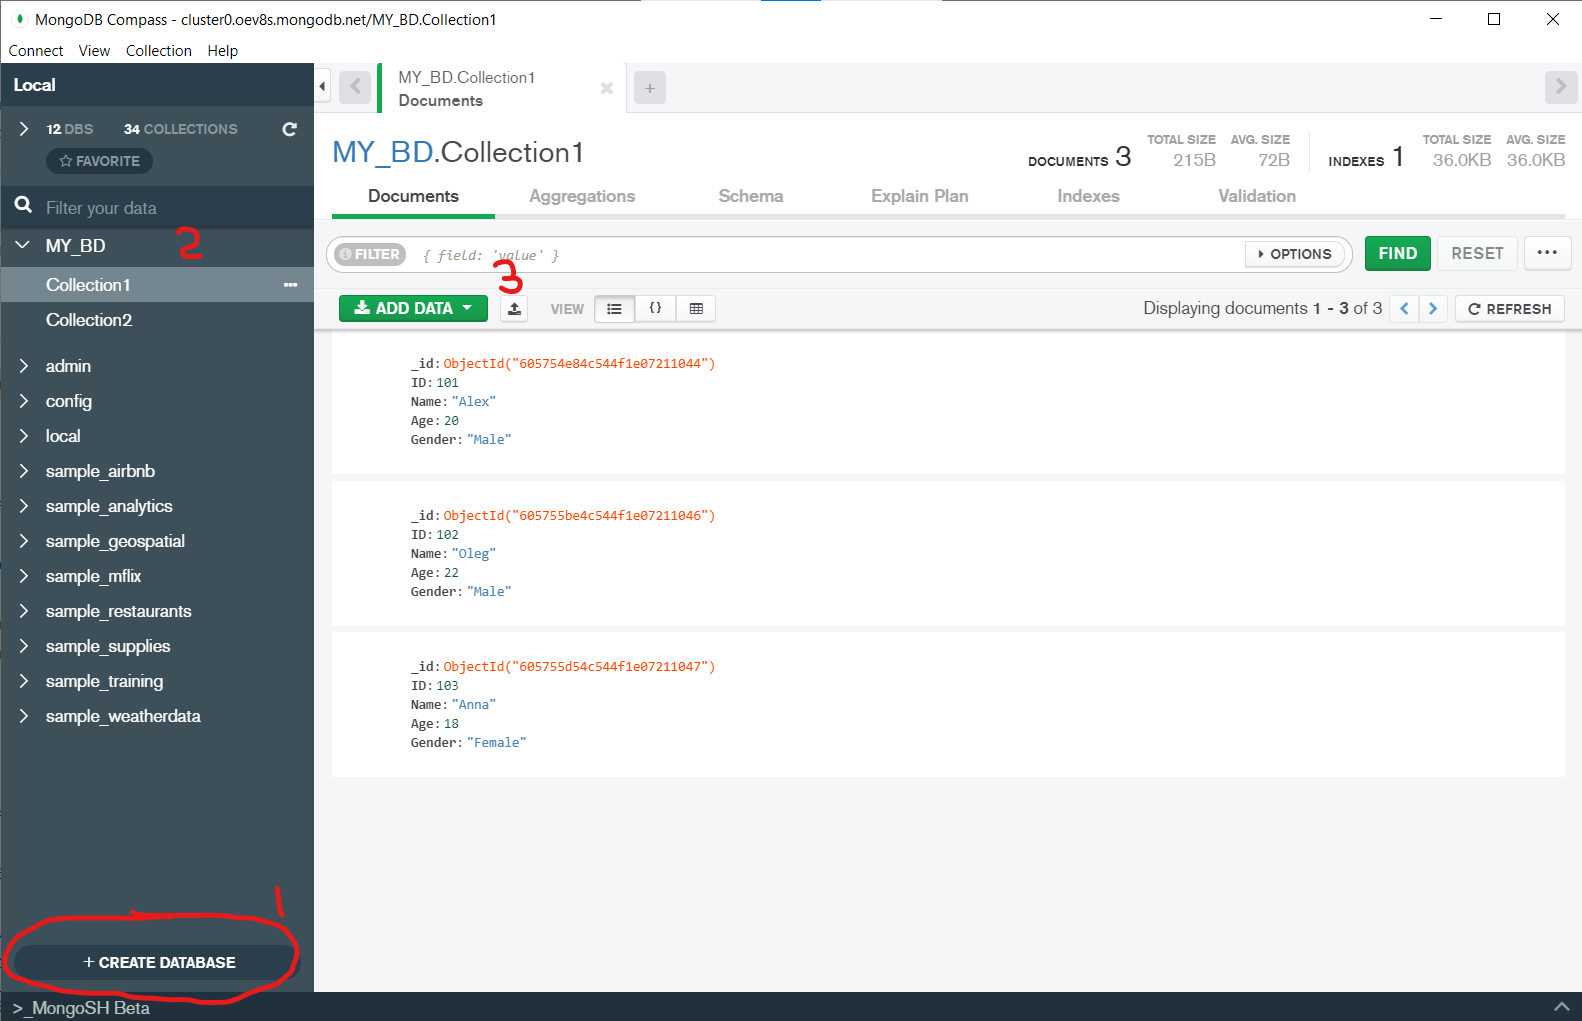 MongoDB Compass - cluster0.oev8s.mongodb.net/MY_BD.Collection1
Connect View Collection Help
Local
12 DBS 34 COLLECTIONS
FAVORITE
Filter your data
MY_BD 2
Collection1
Collection2
admin
config
local
sample_airbnb
sample_analytics
sample_geospatial
sample_mflix
sample_restaurants
sample_supplies
sample_training
sample_weatherdata
1
+ CREATE DATABASE
>_MongoSH Beta
MY_BD.Collection1
Documents
+
MY_BD.Collection1
DOCUMENTS 3 TOTAL SIZE 215B AVG. SIZE 72B INDEXES 1 TOTAL SIZE 36.0KB AVG. SIZE 36.0KB
Documents Aggregations Schema Explain Plan Indexes Validation
FILTER { field: 'value' } OPTIONS FIND RESET ...
3
ADD DATA VIEW {} Displaying documents 1 - 3 of 3 < > REFRESH
_id: ObjectId("605754e84c544f1e07211044")
ID: 101
Name: "Alex"
Age: 20
Gender: "Male"
_id: ObjectId("605755be4c544f1e07211046")
ID: 102
Name: "Oleg"
Age: 22
Gender: "Male"
_id: ObjectId("605755d54c544f1e07211047")
ID: 103
Name: "Anna"
Age: 18
Gender: "Female"